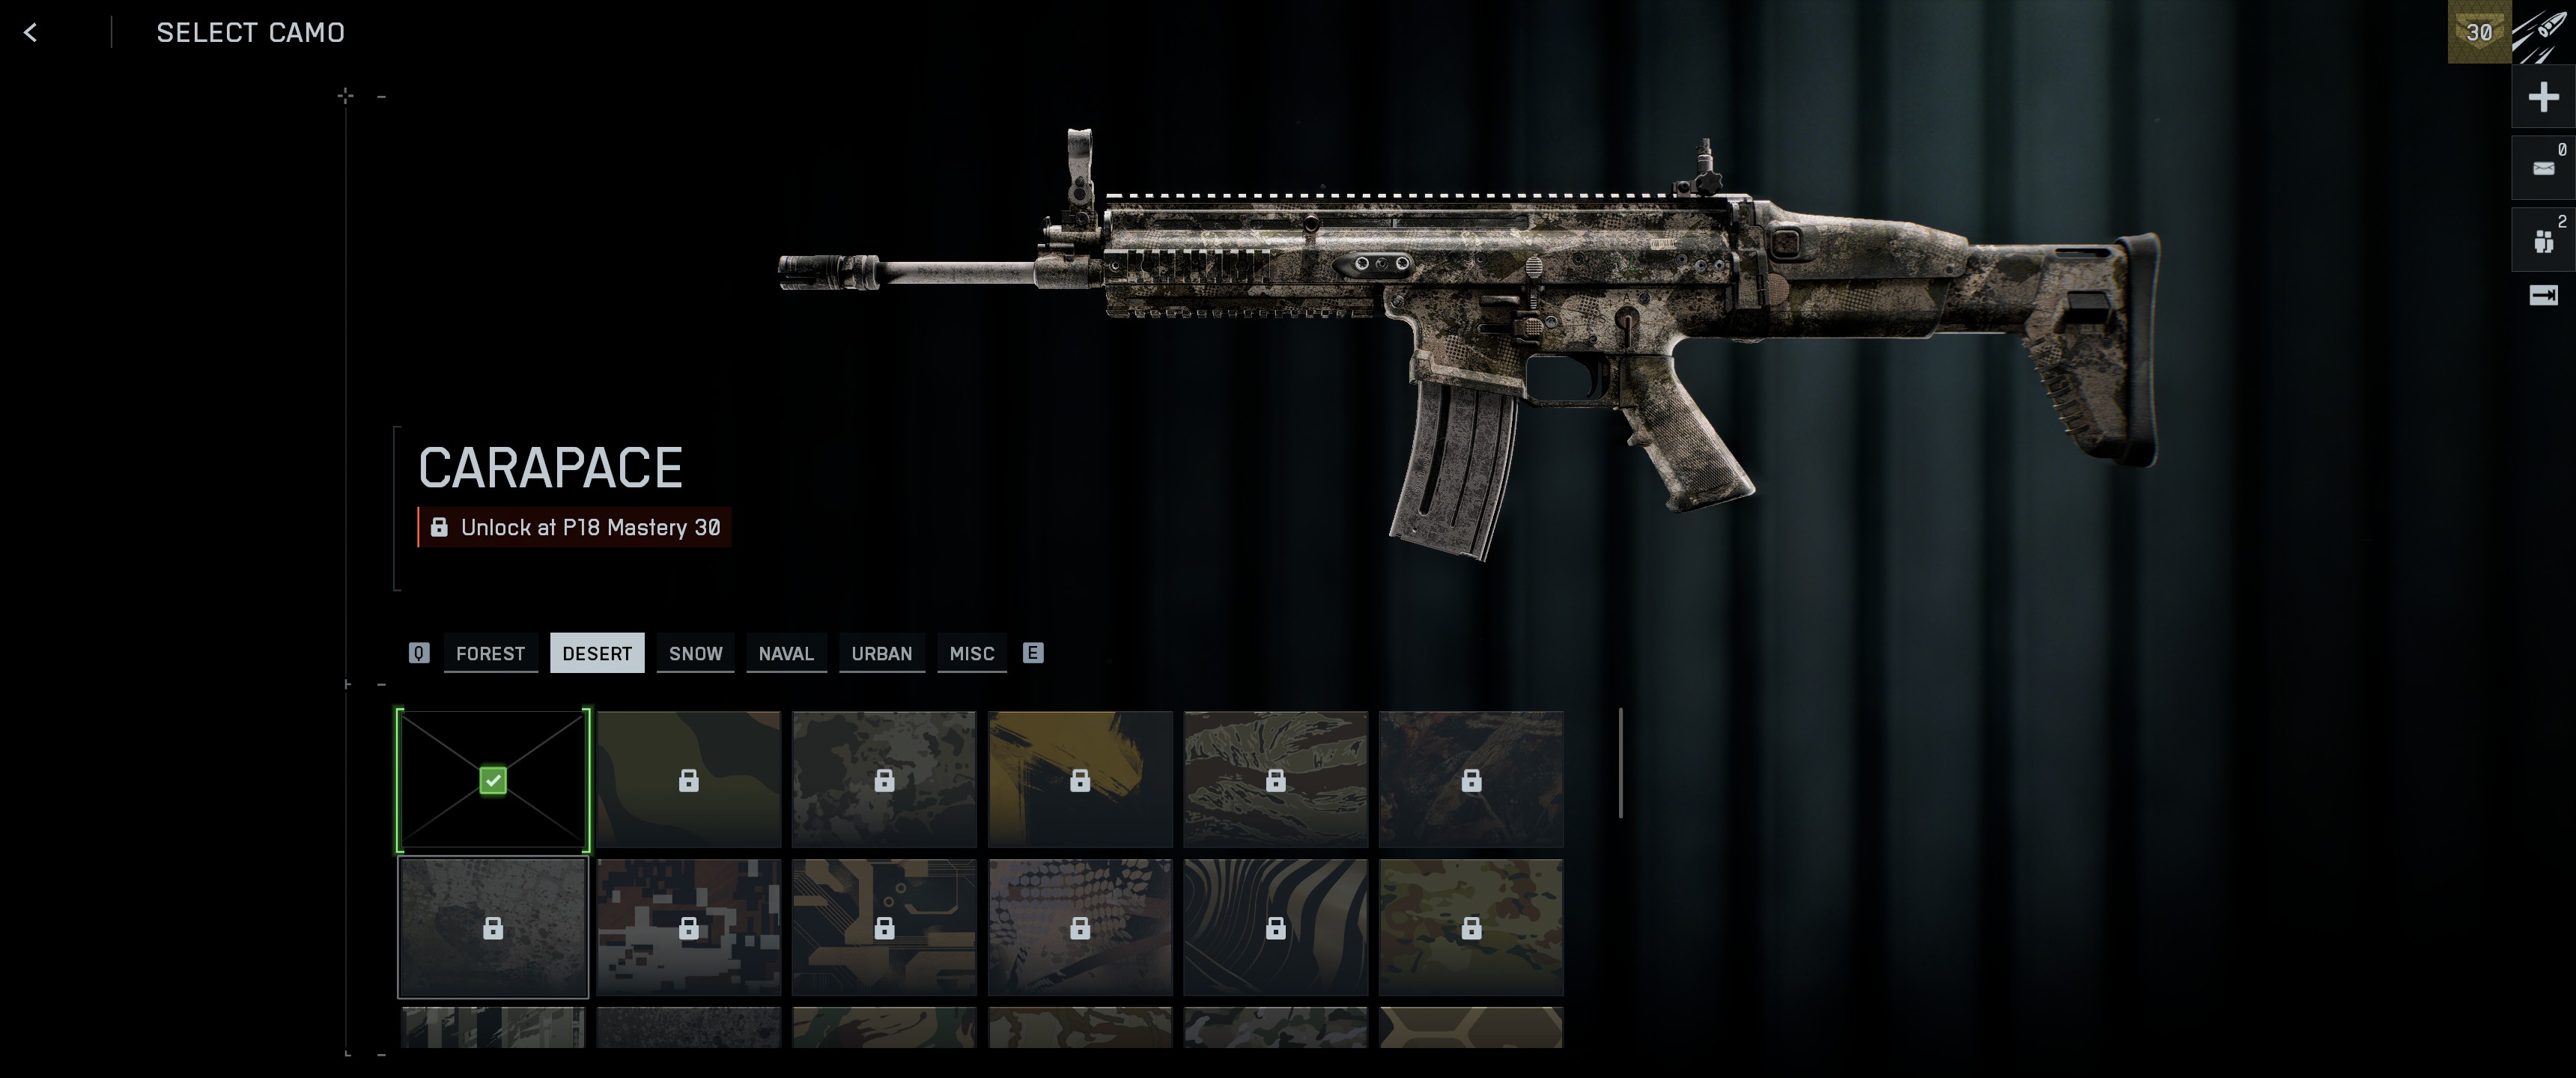 SELECT CAMO
30
0
2
CARAPACE
Unlock at P18 Mastery 30
Q FOREST DESERT SNOW NAVAL URBAN MISC E